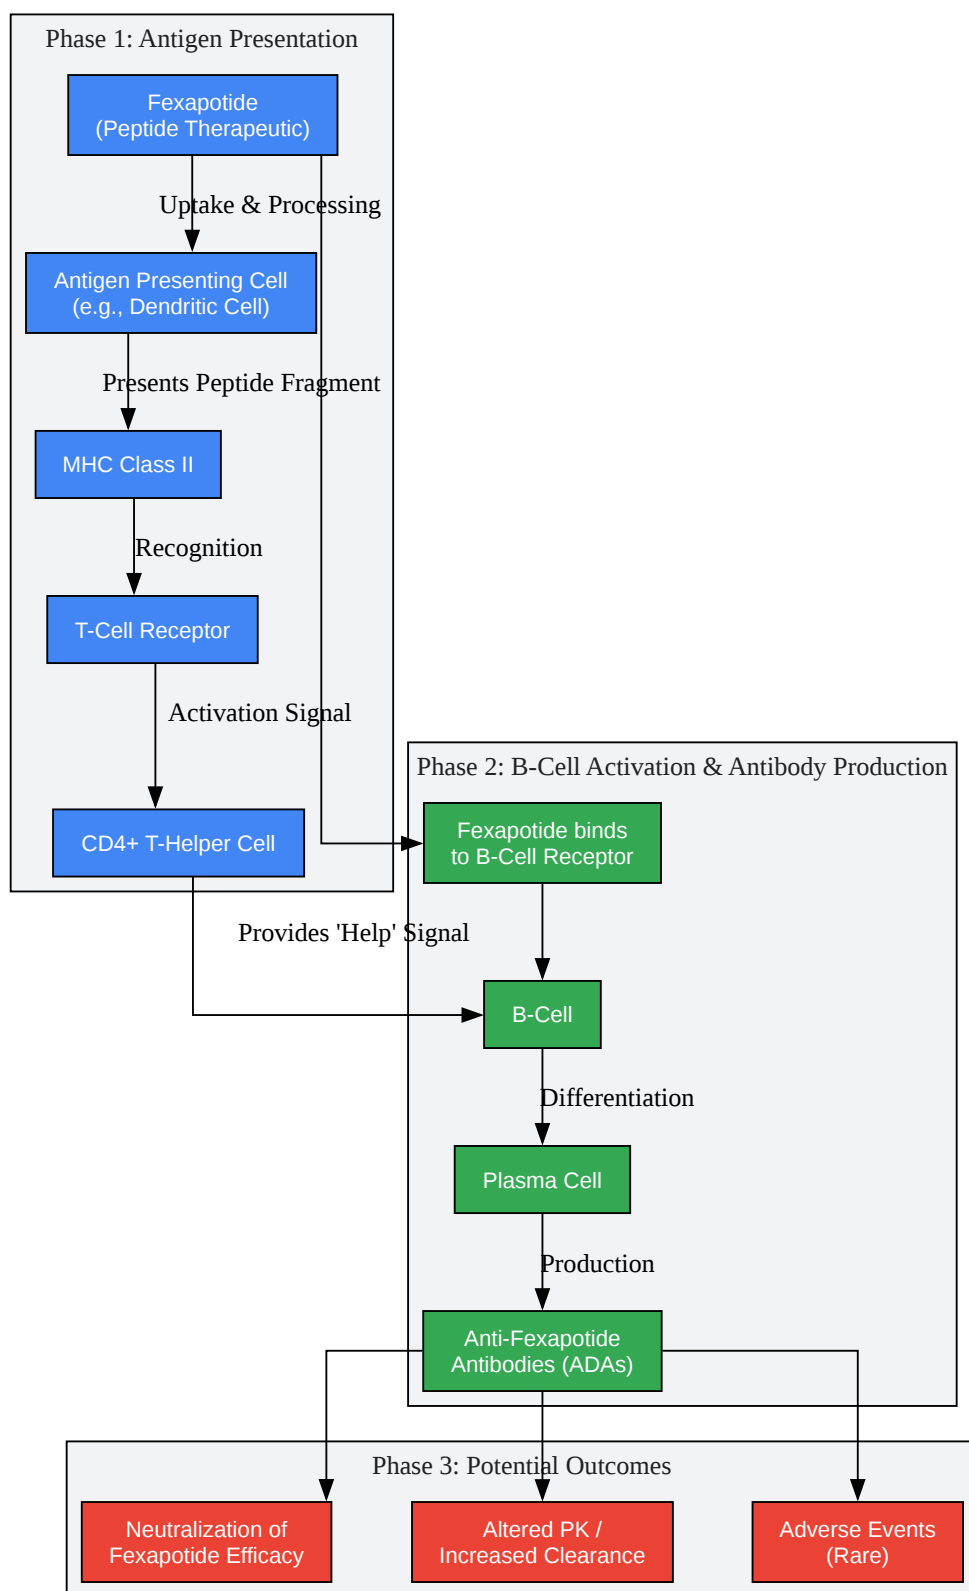 Phase 1: Antigen Presentation
Fexapotide
(Peptide Therapeutic)
Uptake & Processing
Antigen Presenting Cell
(e.g., Dendritic Cell)
Presents Peptide Fragment
MHC Class II
Recognition
T-Cell Receptor
Activation Signal
CD4+ T-Helper Cell
Phase 2: B-Cell Activation & Antibody Production
Fexapotide binds
to B-Cell Receptor
Provides 'Help' Signal
B-Cell
Differentiation
Plasma Cell
Production
Anti-Fexapotide
Antibodies (ADAs)
Phase 3: Potential Outcomes
Neutralization of
Fexapotide Efficacy
Altered PK /
Increased Clearance
Adverse Events
(Rare)